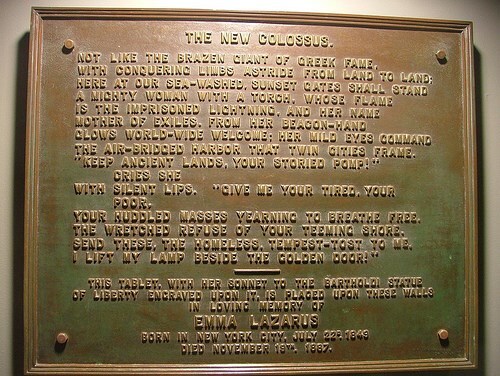 THE NEW COLOSSUS.
NOT LIKE THE BRAZEN GIANT OF GREEK FAME,
WITH CONQUERING LIMBS ASTRIDE FROM LAND TO LAND;
HERE AT OUR SEA-WASHED, SUNSET GATES SHALL STAND
A MIGHTY WOMAN WITH A TORCH, WHOSE FLAME
IS THE IMPRISONED LIGHTNING, AND HER NAME
MOTHER OF EXILES. FROM HER BEACON-HAND
GLOWS WORLD-WIDE WELCOME; HER MILD EYES COMMAND
THE AIR-BRIDGED HARBOR THAT TWIN CITIES FRAME.
"KEEP ANCIENT LANDS, YOUR STORIED POMP!"
CRIES SHE
WITH SILENT LIPS. "GIVE ME YOUR TIRED, YOUR
POOR,
YOUR HUDDLED MASSES YEARNING TO BREATHE FREE,
THE WRETCHED REFUSE OF YOUR TEEMING SHORE.
SEND THESE, THE HOMELESS, TEMPEST-TOST TO ME,
I LIFT MY LAMP BESIDE THE GOLDEN DOOR!"
THIS TABLET, WITH HER SONNET TO THE BARTHOLDI STATUE
OF LIBERTY ENGRAVED UPON IT, IS PLACED UPON THESE WALLS
IN LOVING MEMORY OF
EMMA LAZARUS
BORN IN NEW YORK CITY, JULY 22D, 1849
DIED NOVEMBER 19TH, 1887.